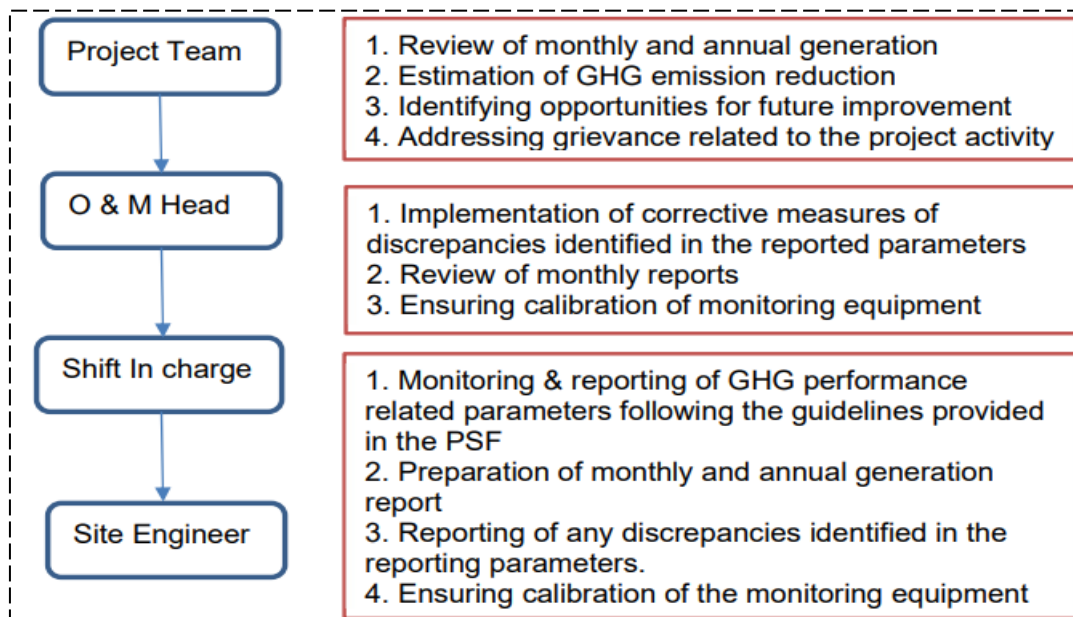 Project Team
1. Review of monthly and annual generation
2. Estimation of GHG emission reduction
3. Identifying opportunities for future improvement
4. Addressing grievance related to the project activity
O & M Head
1. Implementation of corrective measures of
discrepancies identified in the reported parameters
2. Review of monthly reports
3. Ensuring calibration of monitoring equipment
Shift In charge
1. Monitoring & reporting of GHG performance
related parameters following the guidelines provided
in the PSF
2. Preparation of monthly and annual generation
report
3. Reporting of any discrepancies identified in the
reporting parameters.
4. Ensuring calibration of the monitoring equipment
Site Engineer